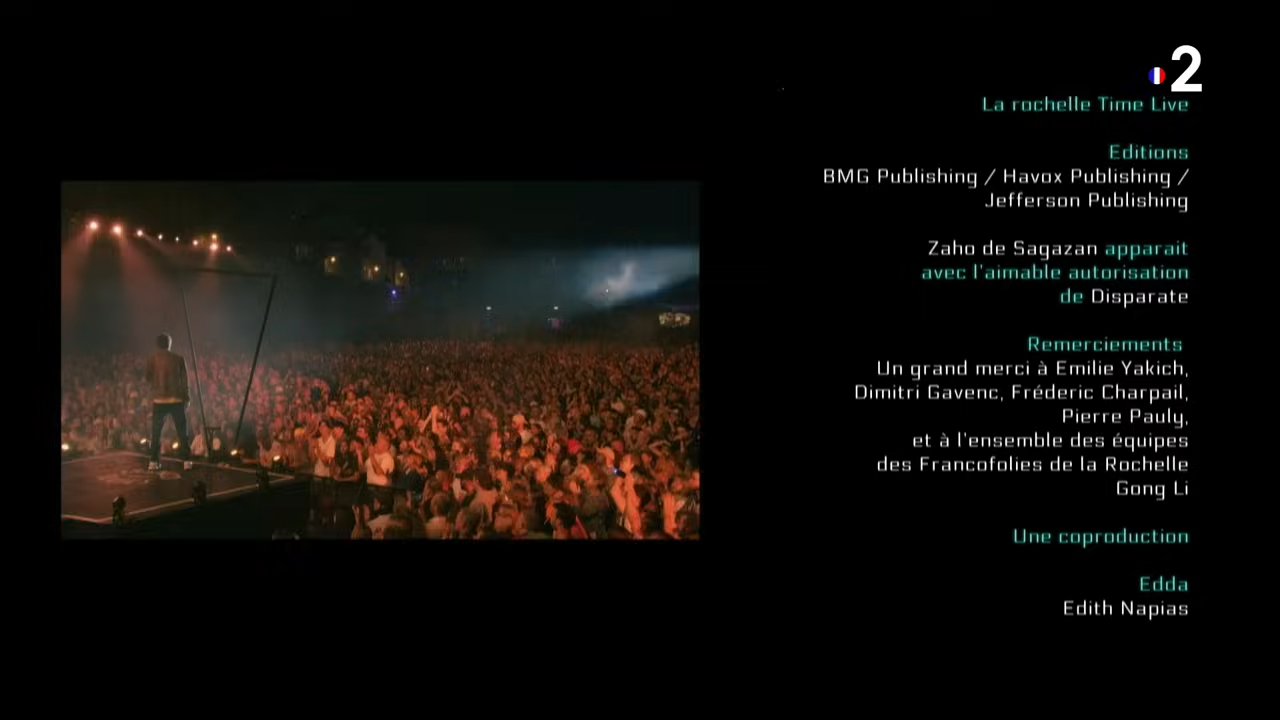 2
La rochelle Time Live
Editions
BMG Publishing / Havox Publishing /
Jefferson Publishing
Zaho de Sagazan apparait
avec l'aimable autorisation
de Disparate
Remerciements
Un grand merci à Emilie Yakich,
Dimitri Gavenc, Fréderic Charpail,
Pierre Pauly,
et à l'ensemble des équipes
des Francofolies de la Rochelle
Gong Li
Une coproduction
Edda
Edith Napias